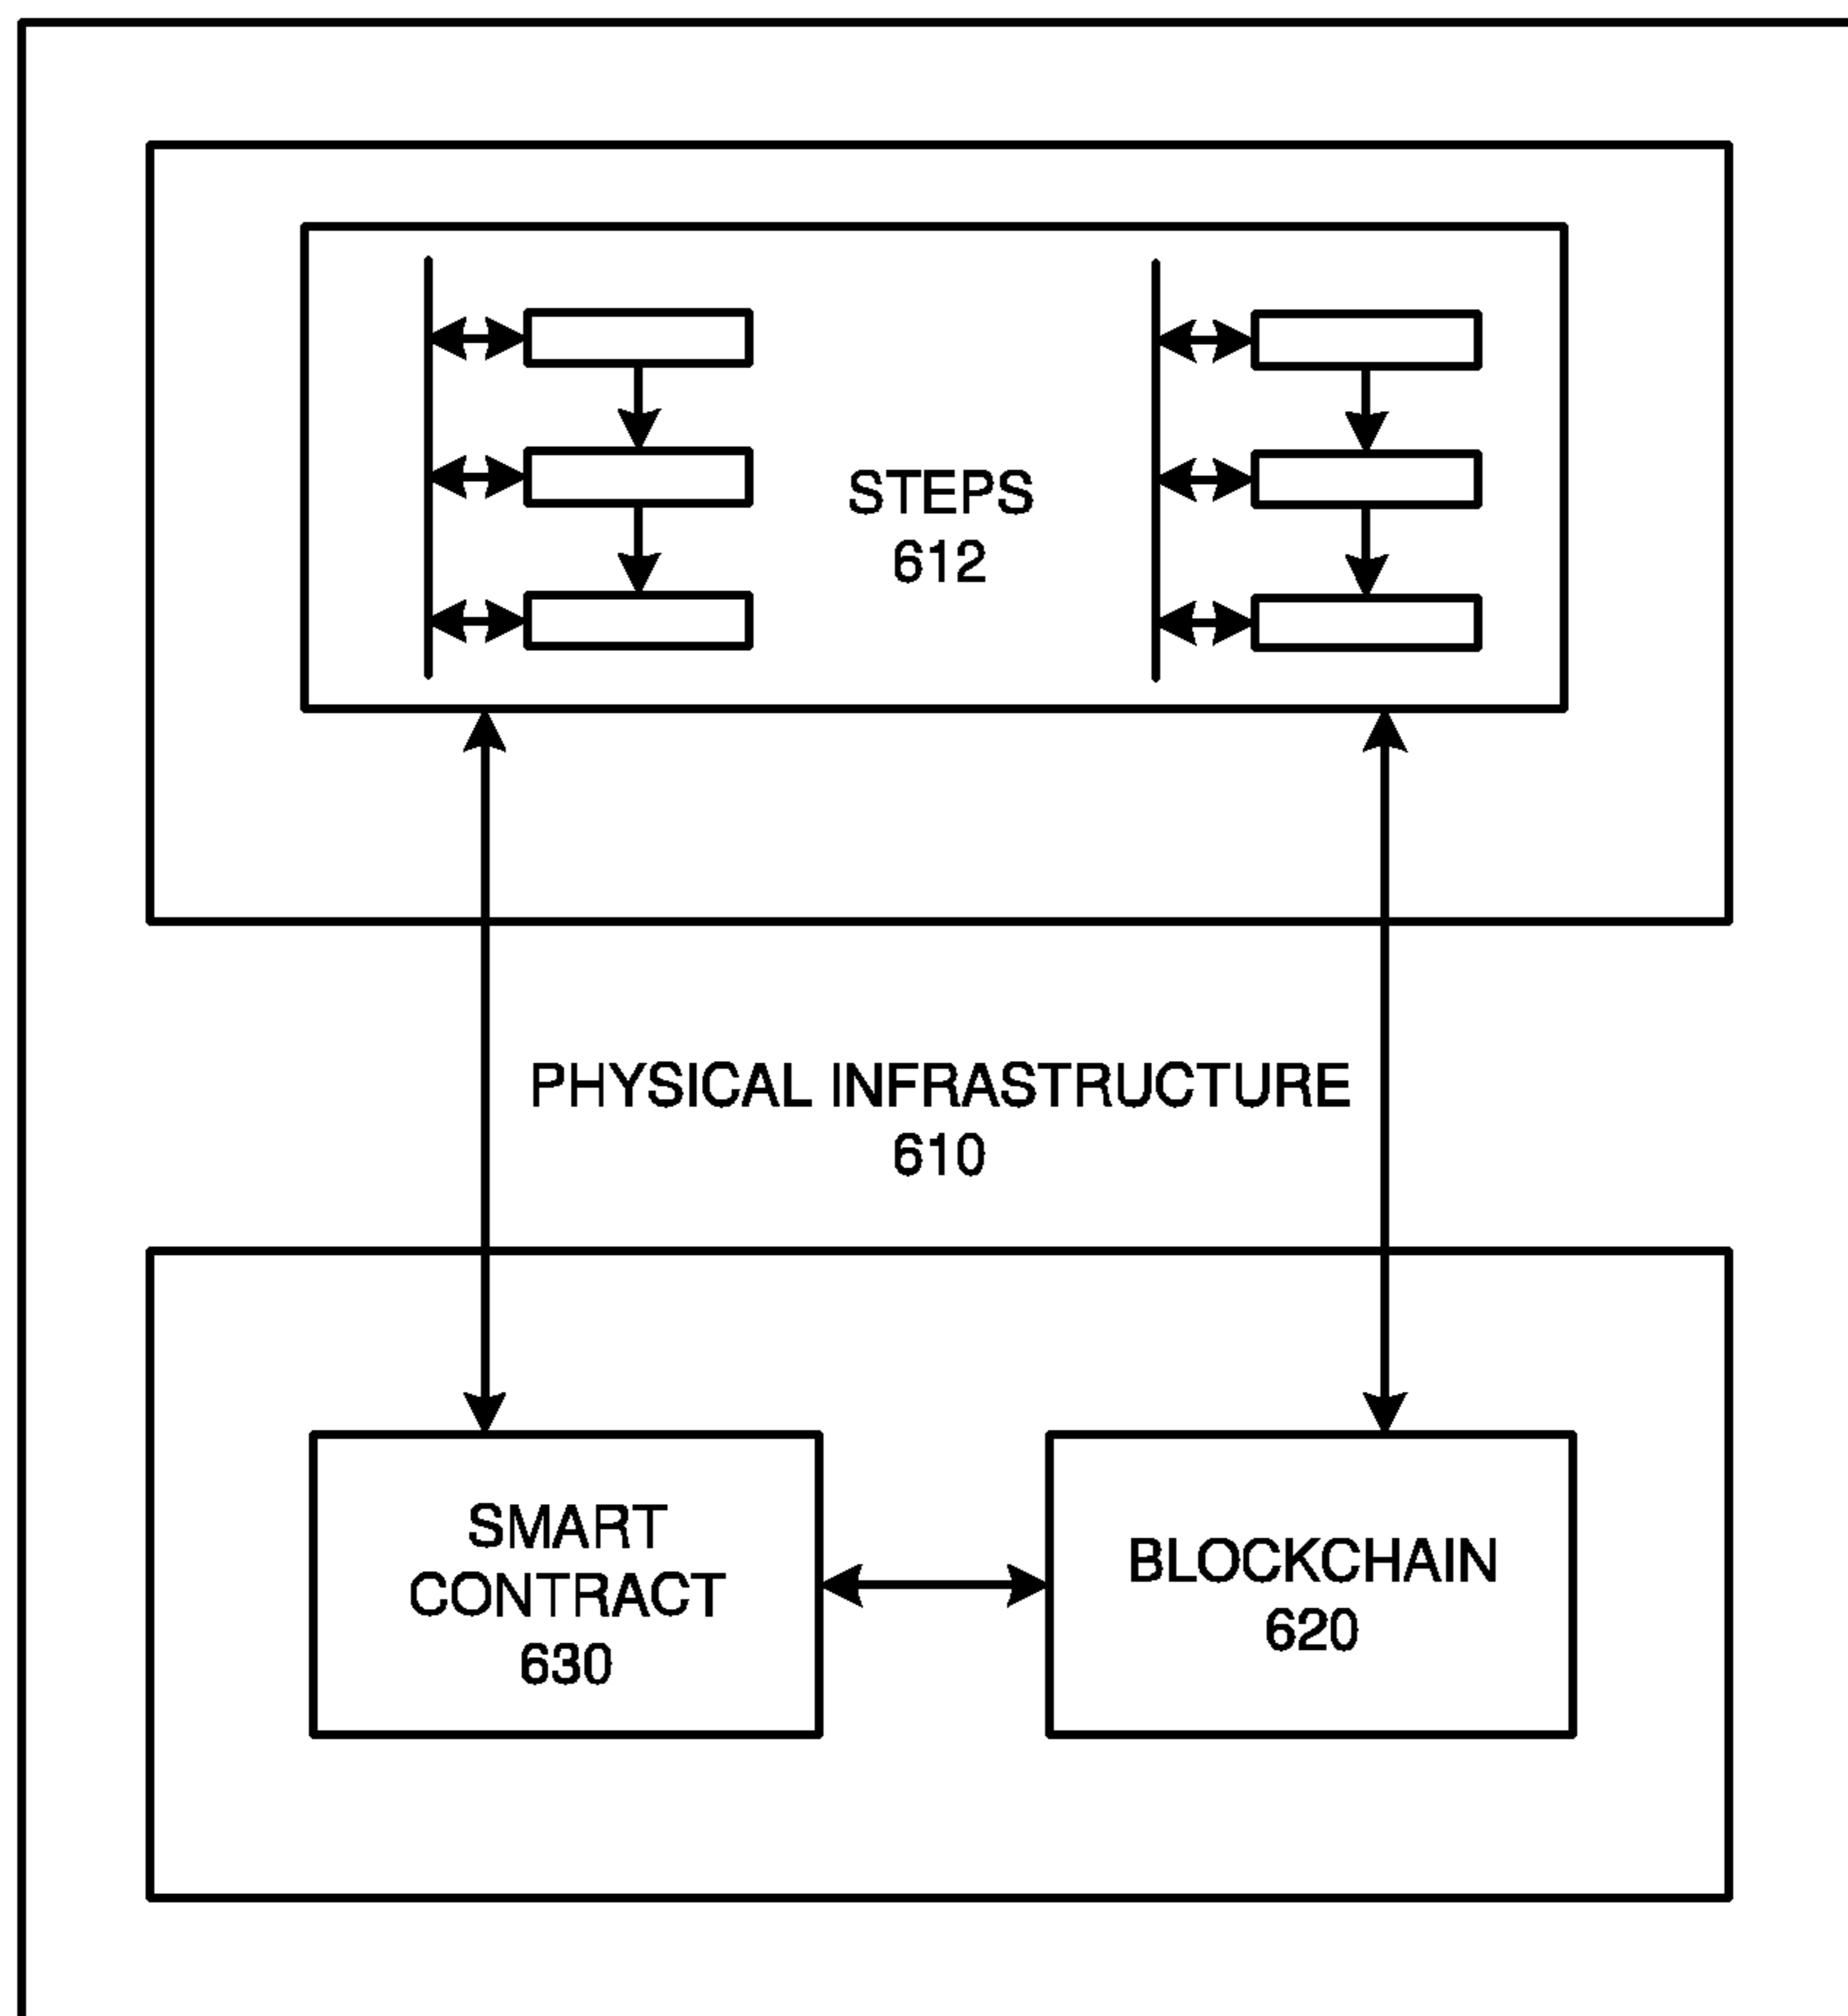 STEPS
612
PHYSICAL INFRASTRUCTURE
610
SMART
CONTRACT
630
BLOCKCHAIN
620